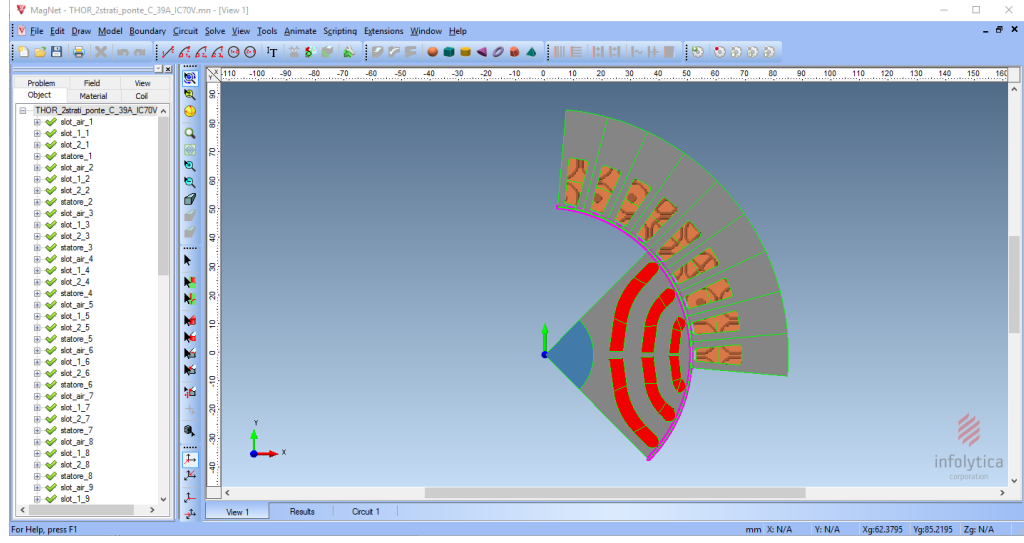 MagNet - THOR_2strati_ponte_C_39A_IC70V.mn - [View 1]
File Edit Draw Model Boundary Circuit Solve View Tools Animate Scripting Extensions Window Help
Problem Field View
Object Material Coil
THOR_2strati_ponte_C_39A_IC70V
slot_air_1
slot_1_1
slot_2_1
statore_1
slot_air_2
slot_1_2
slot_2_2
statore_2
slot_air_3
slot_1_3
slot_2_3
statore_3
slot_air_4
slot_1_4
slot_2_4
statore_4
slot_air_5
slot_1_5
slot_2_5
statore_5
slot_air_6
slot_1_6
slot_2_6
statore_6
slot_air_7
slot_1_7
slot_2_7
statore_7
slot_air_8
slot_1_8
slot_2_8
statore_8
slot_air_9
slot_1_9
-110 -100 -90 -80 -70 -60 -50 -40 -30 -20 -10 0 10 20 30 40 50 60 70 80 90 100 110 120 130 140 150 160
90
80
70
60
50
40
30
20
10
0
-10
-20
-30
-40
Y
X
infolytica
corporation
View 1 Results Circuit 1
For Help, press F1
mm X: N/A Y: N/A Xg:62.3795 Yg:85.2195 Zg: N/A